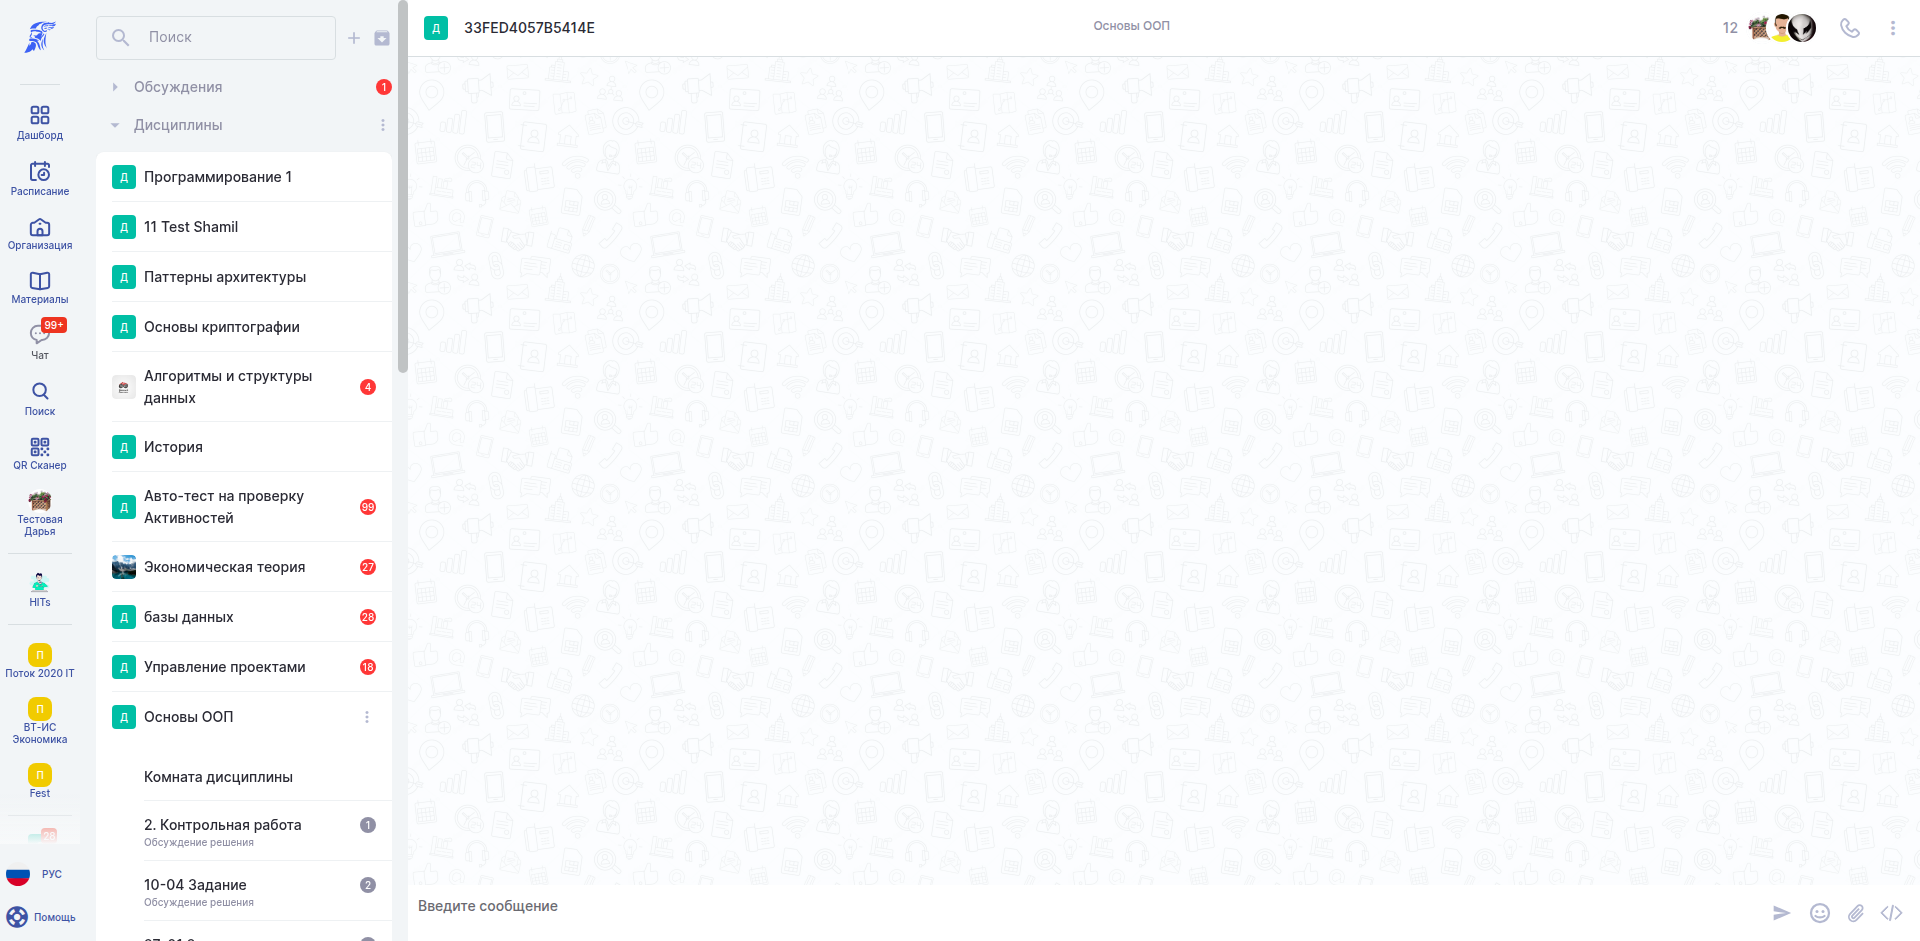 Дашборд
Расписание
Организация
Материалы
99+
Чат
Поиск
QR Сканер
Тестовая
Дарья
HITs
П
Поток 2020 IT
П
ВТ-ИС
Экономика
П
Fest
28
РУС
Помощь
Поиск
Обсуждения 1
Дисциплины
Д Программирование 1
Д 11 Test Shamil
Д Паттерны архитектуры
Д Основы криптографии
Алгоритмы и структуры
данных 4
Д История
Д Авто-тест на проверку
Активностей 99
Экономическая теория 27
Д базы данных 28
Д Управление проектами 18
Д Основы ООП
Комната дисциплины
2. Контрольная работа 1
Обсуждение решения
10-04 Задание 2
Обсуждение решения
Д 33FED4057B5414E
Основы ООП
12
Введите сообщение